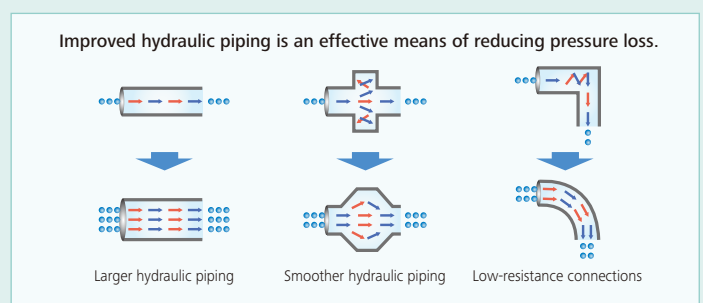 Improved hydraulic piping is an effective means of reducing pressure loss.
Larger hydraulic piping
Smoother hydraulic piping
Low-resistance connections